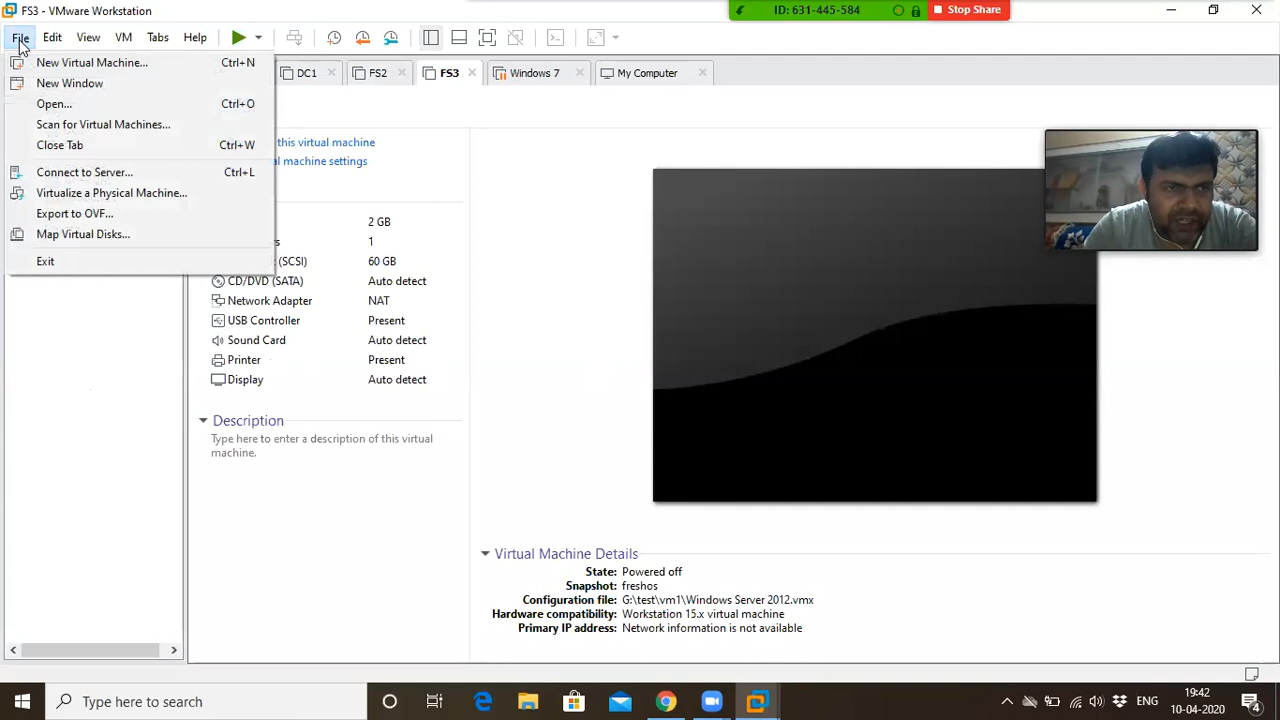 FS3 - VMware Workstation
ID: 631-445-584
Stop Share
File Edit View VM Tabs Help
New Virtual Machine... Ctrl+N
New Window
Open... Ctrl+O
Scan for Virtual Machines...
Close Tab Ctrl+W
Connect to Server... Ctrl+L
Virtualize a Physical Machine...
Export to OVF...
Map Virtual Disks...
Exit
DC1 FS2 FS3 Windows 7 My Computer
this virtual machine
machine settings
2 GB
1
(SCSI) 60 GB
CD/DVD (SATA) Auto detect
Network Adapter NAT
USB Controller Present
Sound Card Auto detect
Printer Present
Display Auto detect
Description
Type here to enter a description of this virtual
machine.
Virtual Machine Details
State: Powered off
Snapshot: freshos
Configuration file: G:\test\vm1\Windows Server 2012.vmx
Hardware compatibility: Workstation 15.x virtual machine
Primary IP address: Network information is not available
Type here to search
ENG
19:42
10-04-2020
4